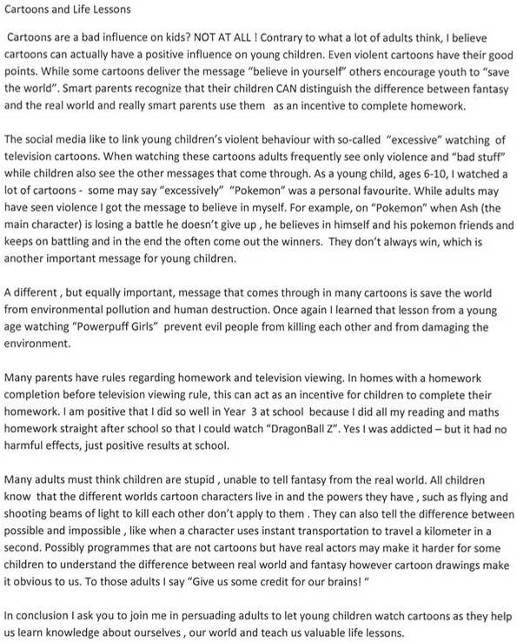 Cartoons and Life Lessons
Cartoons are a bad influence on kids? NOT AT ALL ! Contrary to what a lot of adults think, I believe
cartoons can actually have a positive influence on young children. Even violent cartoons have their good
points. While some cartoons deliver the message "believe in yourself" others encourage youth to "save
the world". Smart parents recognize that their children CAN distinguish the difference between fantasy
and the real world and really smart parents use them as an incentive to complete homework.
The social media like to link young children's violent behaviour with so-called "excessive" watching of
television cartoons. When watching these cartoons adults frequently see only violence and "bad stuff"
while children also see the other messages that come through. As a young child, ages 6-10, I watched a
lot of cartoons - some may say "excessively" "Pokemon" was a personal favourite. While adults may
have seen violence I got the message to believe in myself. For example, on "Pokemon" when Ash (the
main character) is losing a battle he doesn't give up , he believes in himself and his pokemon friends and
keeps on battling and in the end the often come out the winners. They don't always win, which is
another important message for young children.
A different , but equally important, message that comes through in many cartoons is save the world
from environmental pollution and human destruction. Once again I learned that lesson from a young
age watching "Powerpuff Girls" prevent evil people from killing each other and from damaging the
environment.
Many parents have rules regarding homework and television viewing. In homes with a homework
completion before television viewing rule, this can act as an incentive for children to complete their
homework. I am positive that I did so well in Year 3 at school because I did all my reading and maths
homework straight after school so that I could watch "DragonBall Z". Yes I was addicted – but it had no
harmful effects, just positive results at school.
Many adults must think children are stupid , unable to tell fantasy from the real world. All children
know that the different worlds cartoon characters live in and the powers they have , such as flying and
shooting beams of light to kill each other don't apply to them . They can also tell the difference between
possible and impossible , like when a character uses instant transportation to travel a kilometer in a
second. Possibly programmes that are not cartoons but have real actors may make it harder for some
children to understand the difference between real world and fantasy however cartoon drawings make
it obvious to us. To those adults I say "Give us some credit for our brains! "
In conclusion I ask you to join me in persuading adults to let young children watch cartoons as they help
us learn knowledge about ourselves , our world and teach us valuable life lessons.